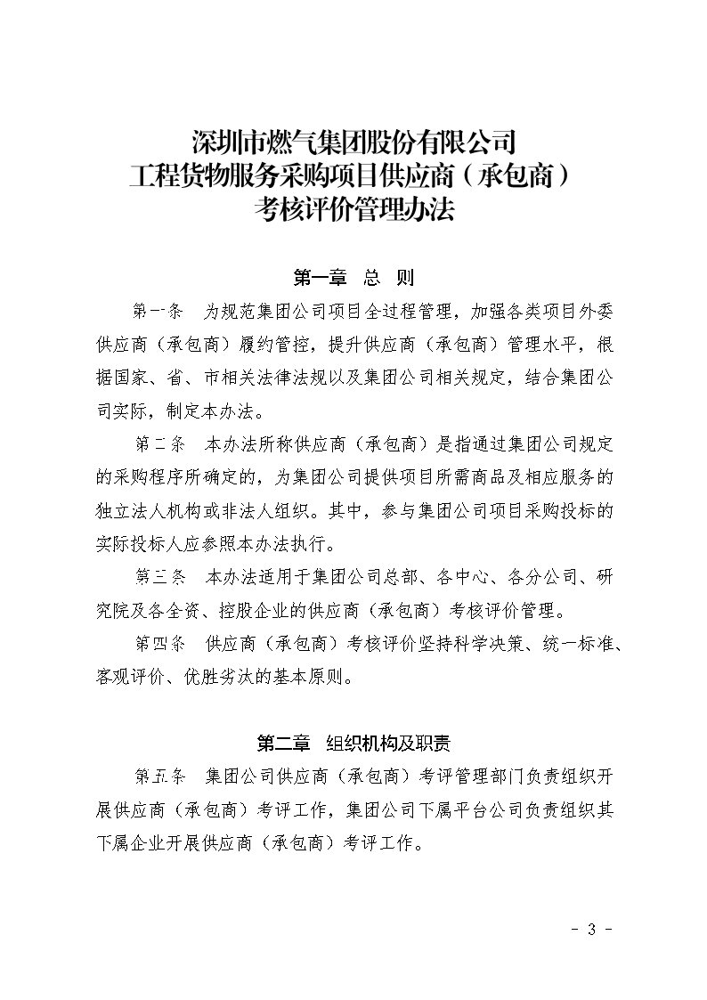 深圳市燃气集团股份有限公司
工程货物服务采购项目供应商（承包商）
考核评价管理办法
第一章　总　则
第一条　为规范集团公司项目全过程管理，加强各类项目外委
供应商（承包商）履约管控，提升供应商（承包商）管理水平，根
据国家、省、市相关法律法规以及集团公司相关规定，结合集团公
司实际，制定本办法。
第二条　本办法所称供应商（承包商）是指通过集团公司规定
的采购程序所确定的，为集团公司提供项目所需商品及相应服务的
独立法人机构或非法人组织。其中，参与集团公司项目采购投标的
实际投标人应参照本办法执行。
第三条　本办法适用于集团公司总部、各中心、各分公司、研
究院及各全资、控股企业的供应商（承包商）考核评价管理。
第四条　供应商（承包商）考核评价坚持科学决策、统一标准、
客观评价、优胜劣汰的基本原则。
第二章　组织机构及职责
第五条　集团公司供应商（承包商）考评管理部门负责组织开
展供应商（承包商）考评工作，集团公司下属平台公司负责组织其
下属企业开展供应商（承包商）考评工作。
- 3 -